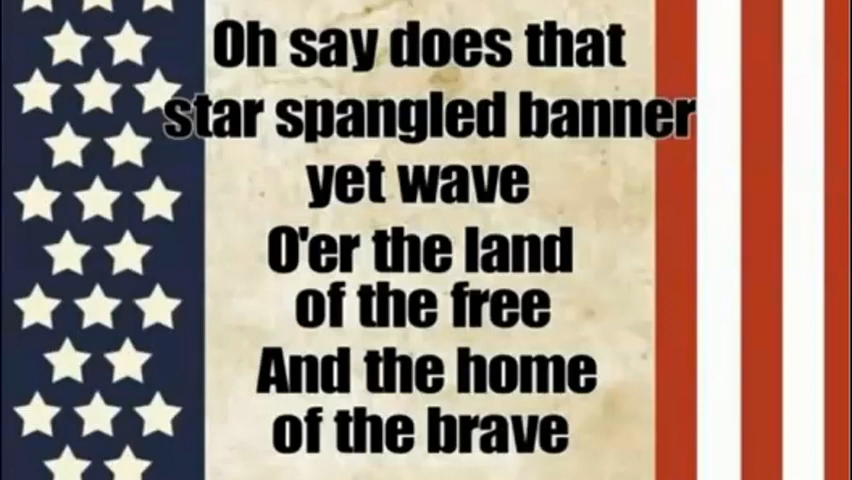 Oh say does that
star spangled banner
yet wave
O'er the land
of the free
And the home
of the brave